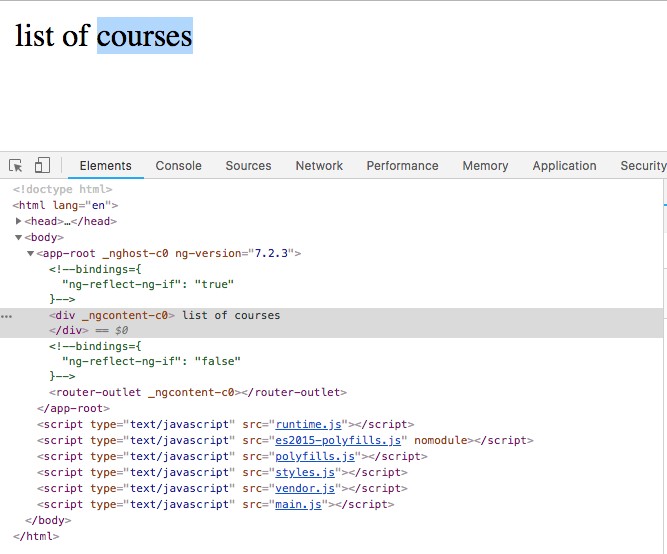 list of courses
Elements Console Sources Network Performance Memory Application Security
<!doctype html>
<html lang="en">
<head>…</head>
<body>
<app-root _nghost-c0 ng-version="7.2.3">
<!--bindings={
"ng-reflect-ng-if": "true"
}-->
<div _ngcontent-c0> list of courses
</div> == $0
<!--bindings={
"ng-reflect-ng-if": "false"
}-->
<router-outlet _ngcontent-c0></router-outlet>
</app-root>
<script type="text/javascript" src="runtime.js"></script>
<script type="text/javascript" src="es2015-polyfills.js" nomodule></script>
<script type="text/javascript" src="polyfills.js"></script>
<script type="text/javascript" src="styles.js"></script>
<script type="text/javascript" src="vendor.js"></script>
<script type="text/javascript" src="main.js"></script>
</body>
</html>